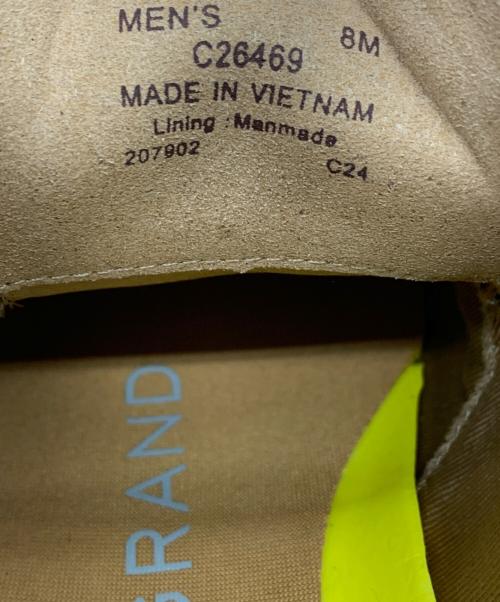 MEN'S 8M
C26469
MADE IN VIETNAM
Lining : Manmade
207902 C24
GRAND